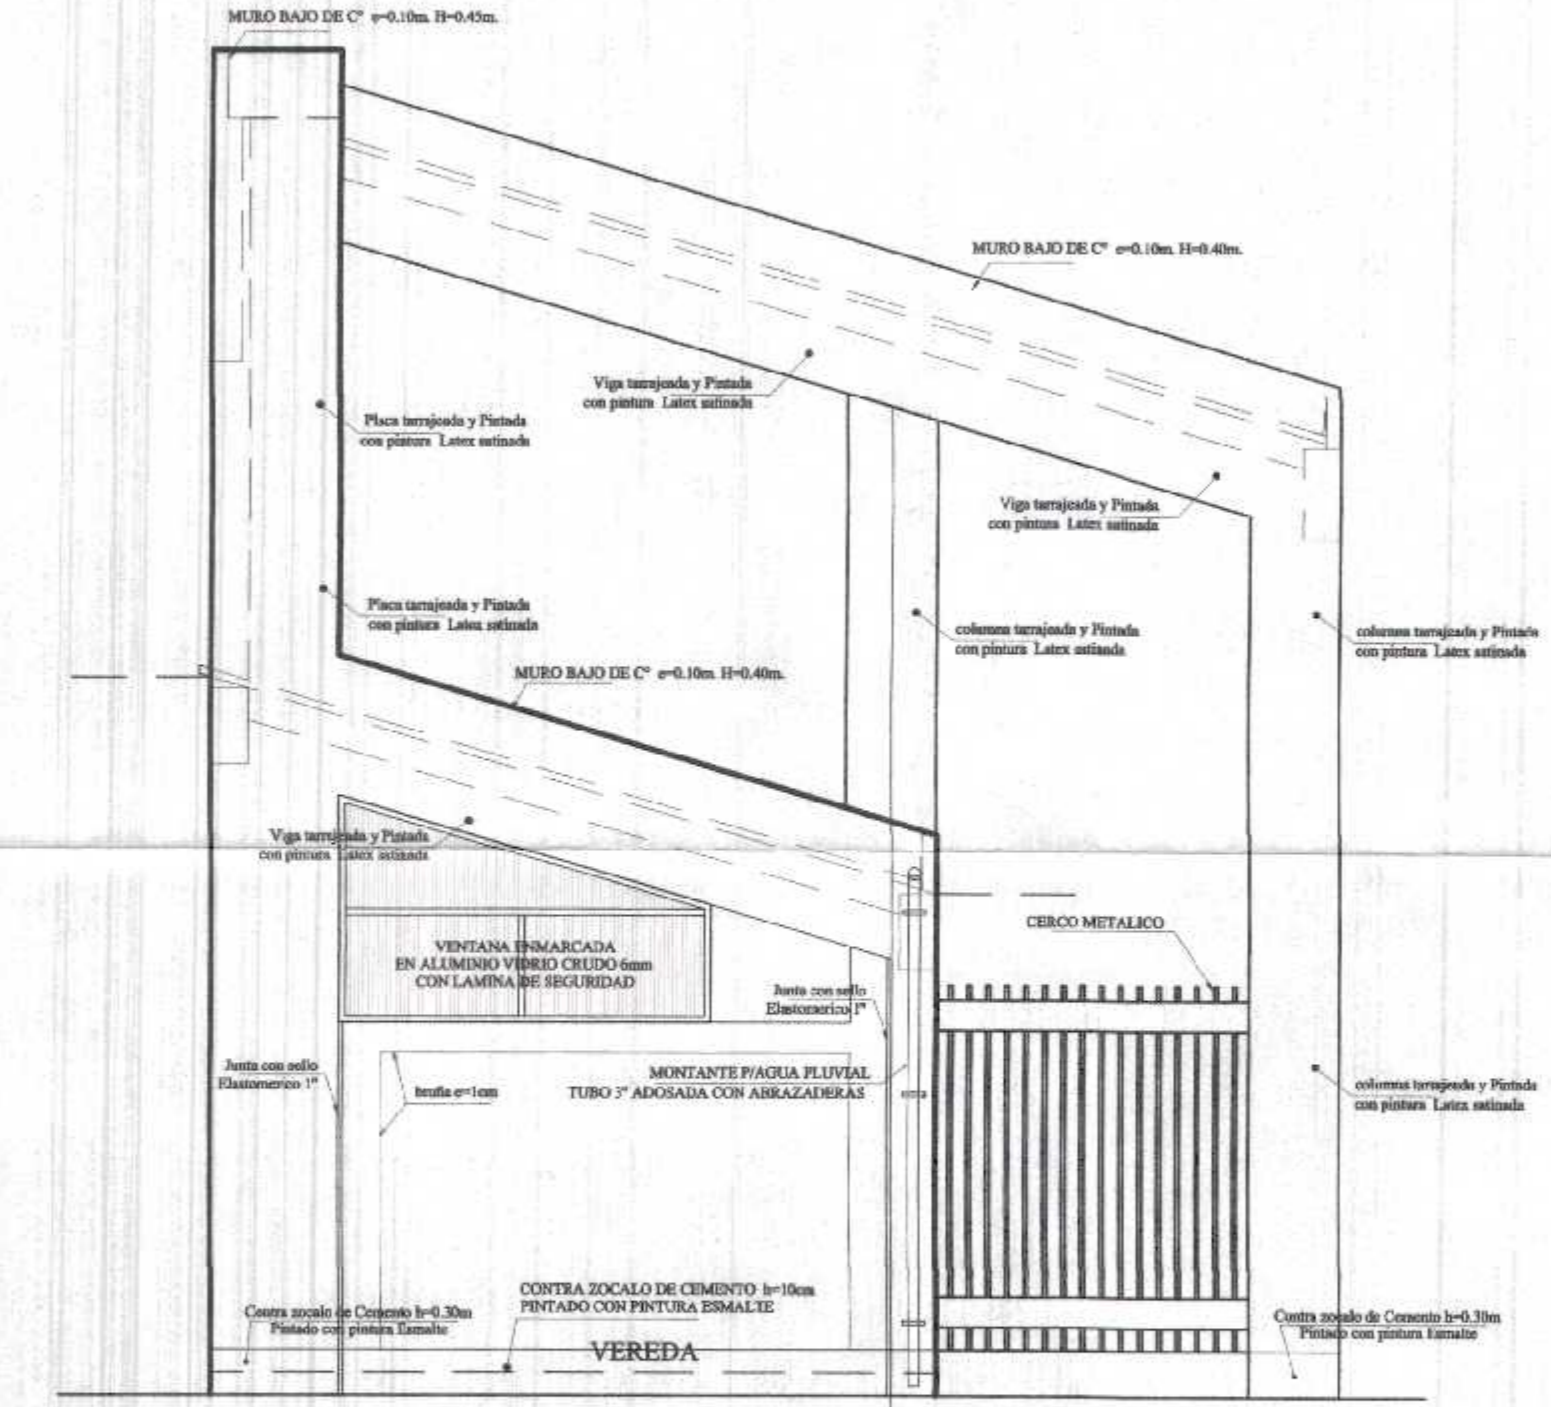 MURO BAJO DE Cº e=0.10m. H=0.45m.
MURO BAJO DE Cº e=0.10m. H=0.40m.
Viga tarrajeada y Pintada
con pintura Latex satinada
Placa tarrajeada y Pintada
con pintura Latex satinada
Viga tarrajeada y Pintada
con pintura Latex satinada
Placa tarrajeada y Pintada
con pintura Latex satinada
columna tarrajeada y Pintada
con pintura Latex satinada
columna tarrajeada y Pintada
con pintura Latex satinada
MURO BAJO DE Cº e=0.10m. H=0.40m.
Viga tarrajeada y Pintada
con pintura Latex satinada
CERCO METALICO
VENTANA ENMARCADA
EN ALUMINIO VIDRIO CRUDO 6mm
CON LAMINA DE SEGURIDAD
Junta con sello
Elastomerico 1"
Junta con sello
Elastomerico 1"
bruña e=1cm
MONTANTE P/AGUA PLUVIAL
TUBO 3" ADOSADA CON ABRAZADERAS
columna tarrajeada y Pintada
con pintura Latex satinada
Contra zocalo de Cemento h=0.30m
Pintado con pintura Esmalte
CONTRA ZOCALO DE CEMENTO h=10cm
PINTADO CON PINTURA ESMALTE
VEREDA
Contra zocalo de Cemento h=0.30m
Pintado con pintura Esmalte